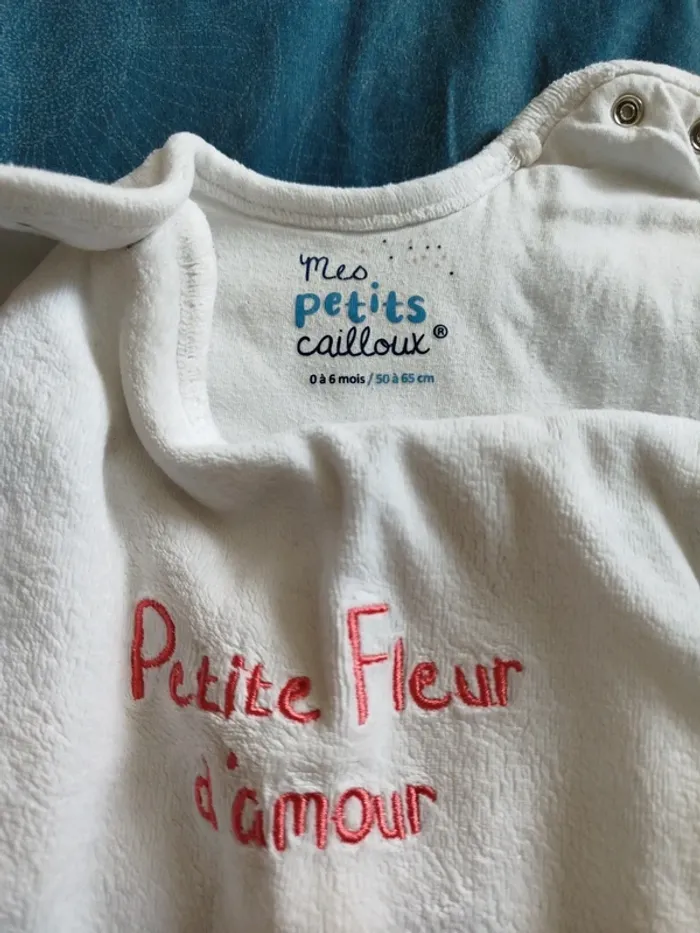 Mes
petits
cailloux®
0 à 6 mois / 50 à 65 cm
Petite Fleur
d'amour